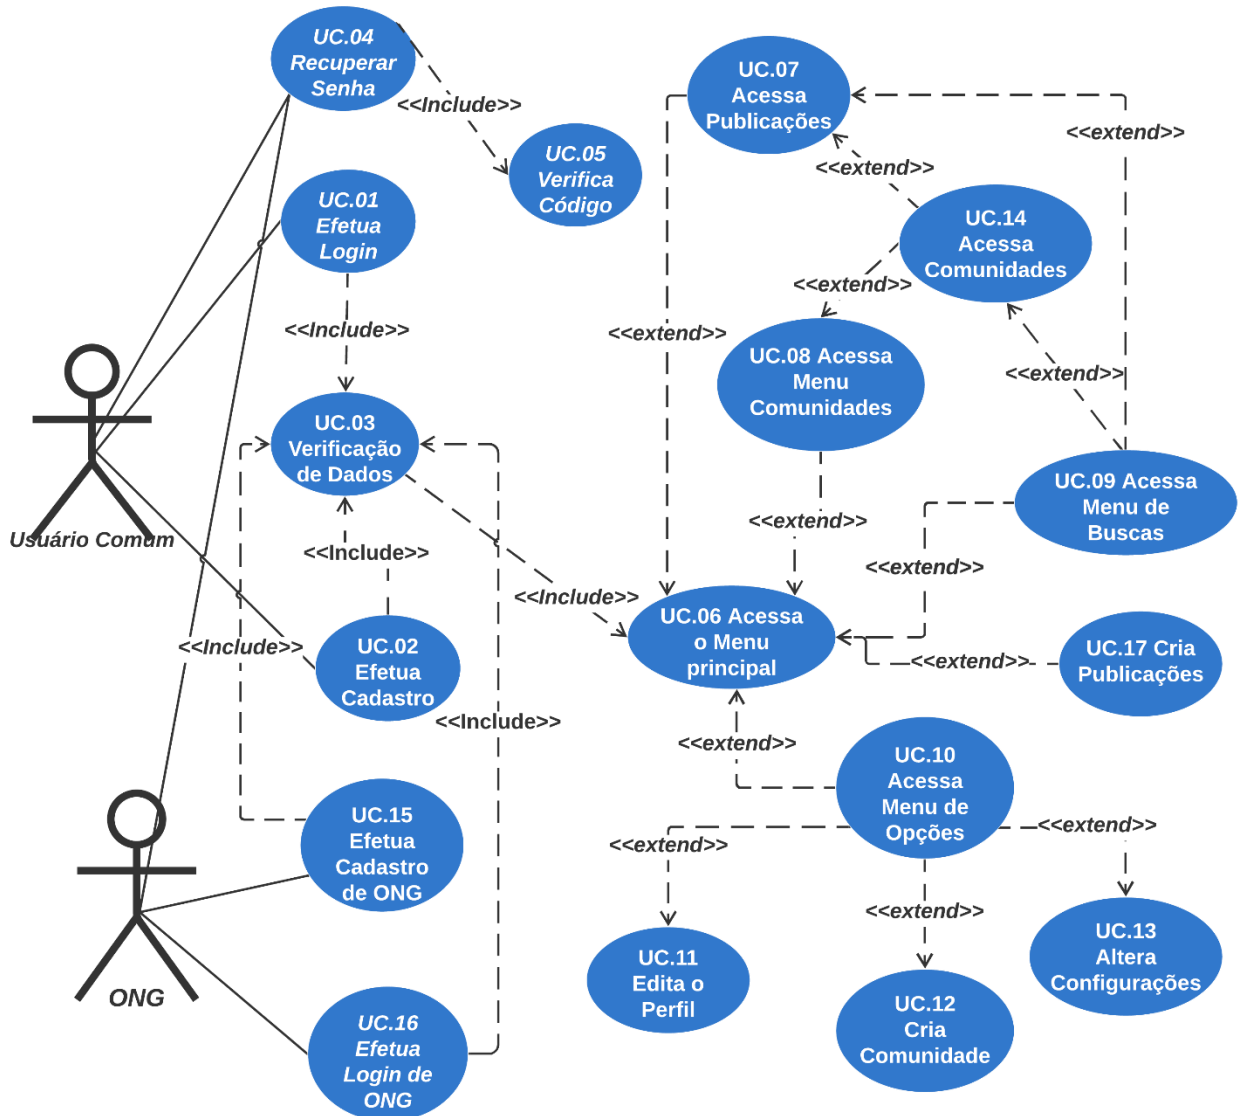 UC.04
Recuperar
Senha
<<Include>>
UC.05
Verifica
Código
UC.01
Efetua
Login
<<Include>>
UC.03
Verificação
de Dados
Usuário Comum
<<Include>>
<<Include>>
UC.02
Efetua
Cadastro
<<Include>>
<<Include>>
UC.15
Efetua
Cadastro
de ONG
ONG
UC.16
Efetua
Login de
ONG
UC.07
Acessa
Publicações
<<extend>>
<<extend>>
UC.14
Acessa
Comunidades
<<extend>>
<<extend>>
UC.08 Acessa
Menu
Comunidades
<<extend>>
UC.09 Acessa
Menu de
Buscas
<<extend>>
<<extend>>
UC.06 Acessa
o Menu
principal
<<extend>>
UC.17 Cria
Publicações
<<extend>>
UC.10
Acessa
Menu de
Opções
<<extend>>
<<extend>>
<<extend>>
UC.11
Edita o
Perfil
UC.12
Cria
Comunidade
UC.13
Altera
Configurações